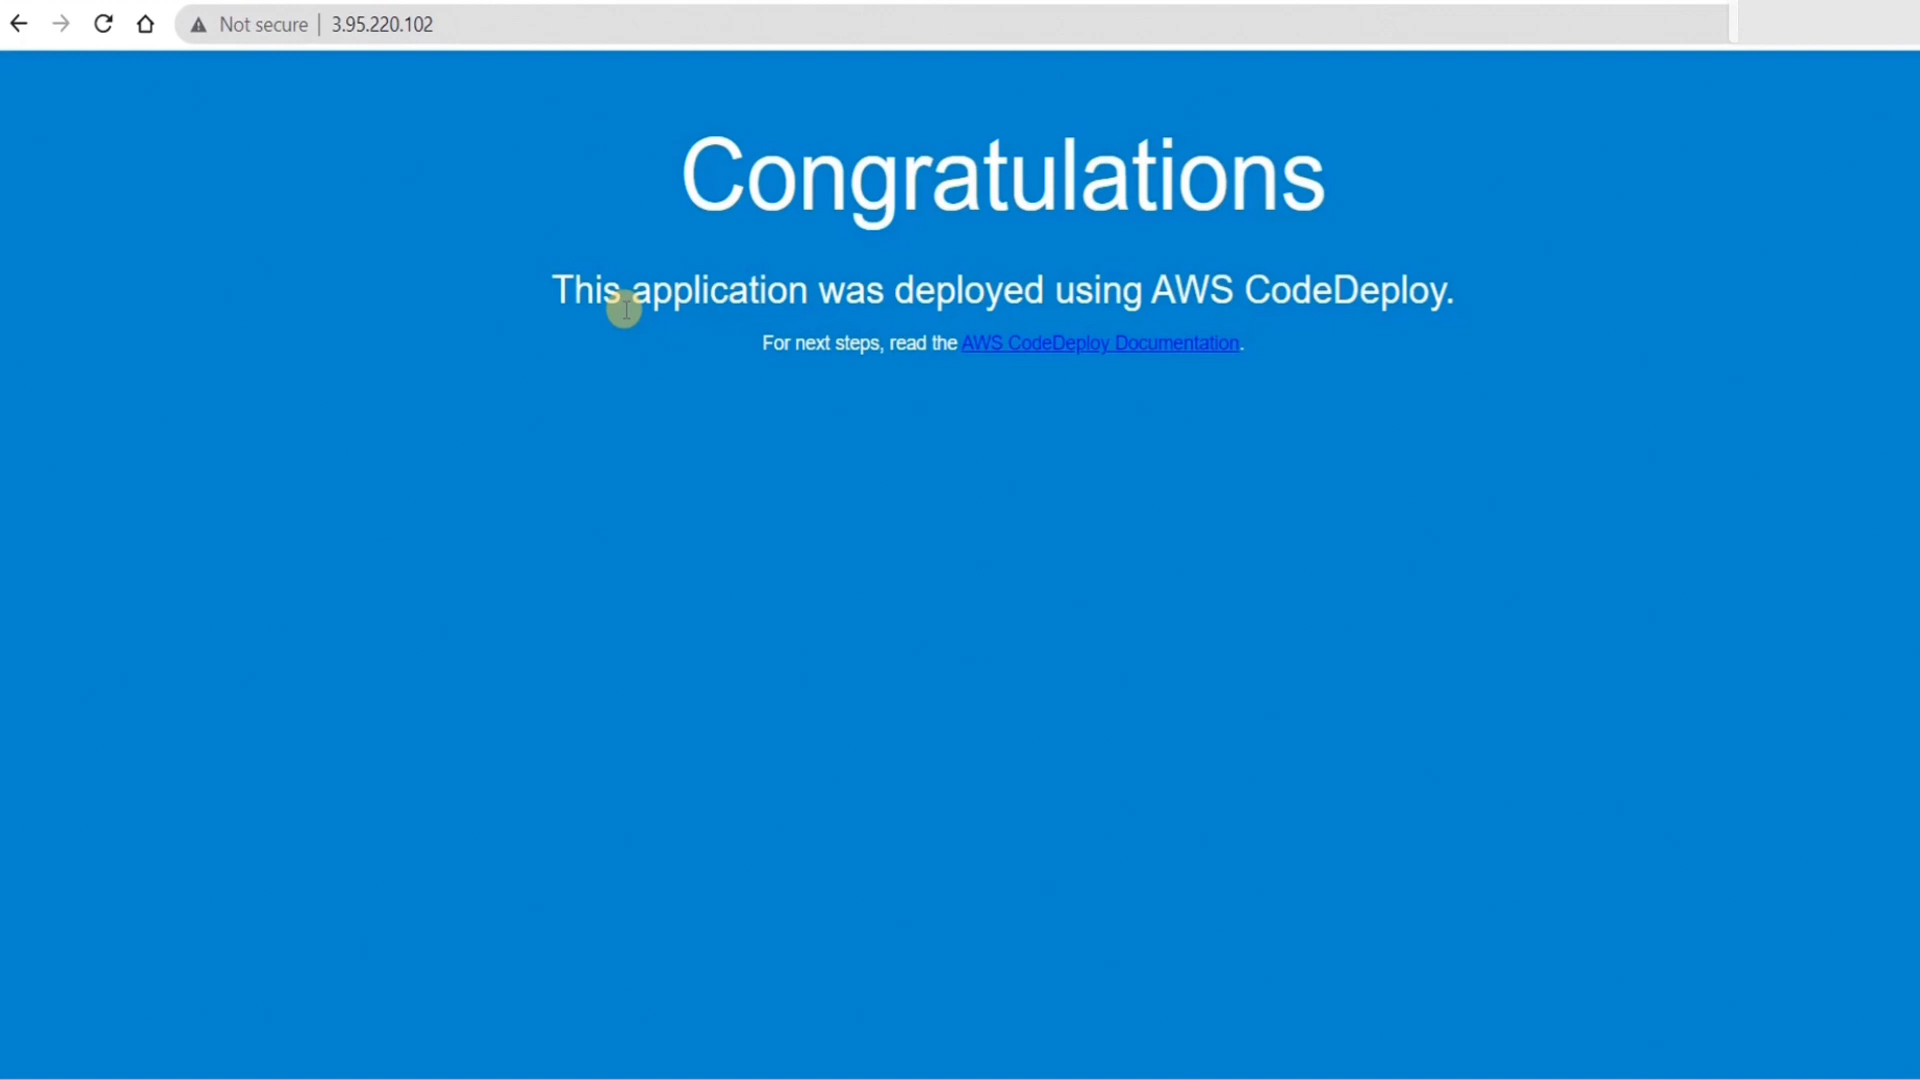 Not secure | 3.95.220.102
Congratulations
This application was deployed using AWS CodeDeploy.
For next steps, read the AWS CodeDeploy Documentation.